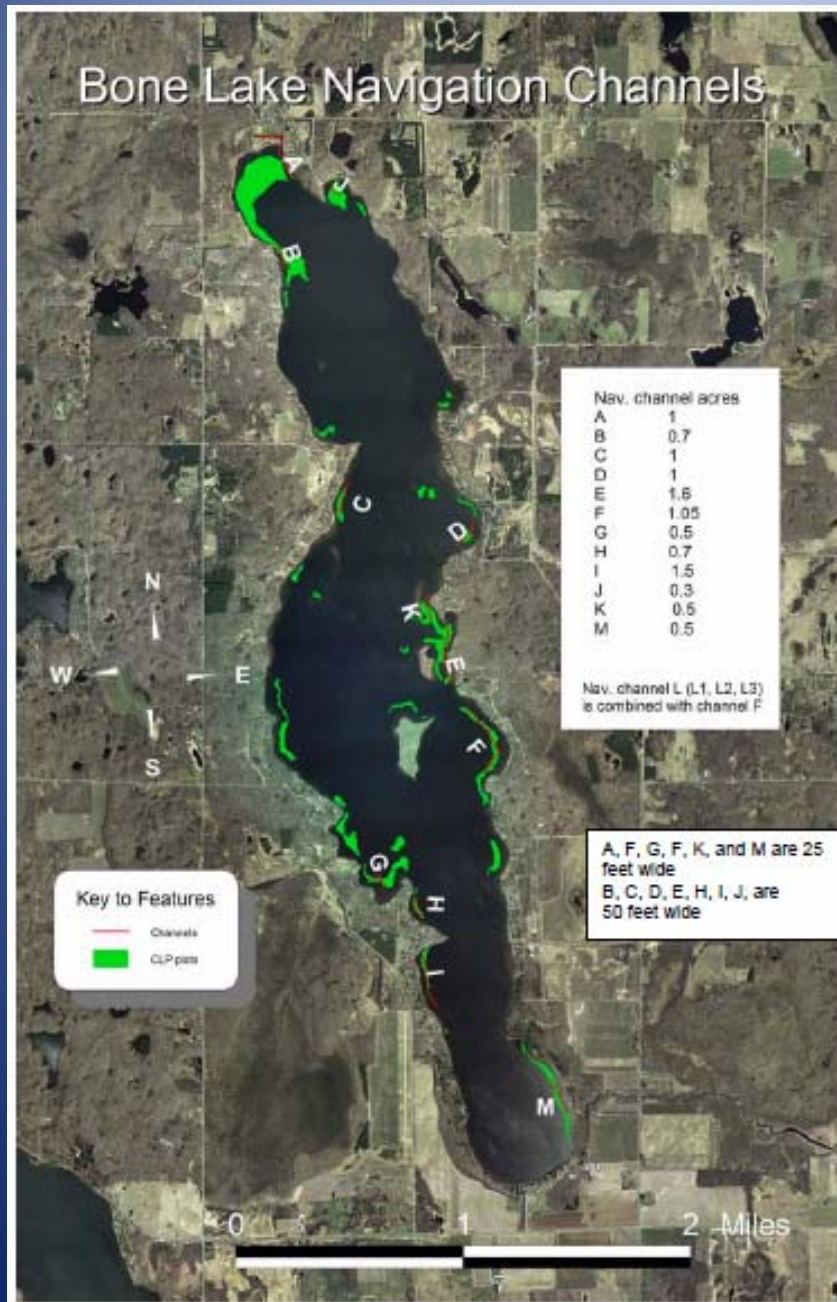 Bone Lake Navigation Channels
A
J
B
Nav. channel acres
A 1
B 0.7
C 1
D 1
E 1.6
F 1.05
G 0.5
H 0.7
I 1.5
J 0.3
K 0.5
M 0.5
Nav. channel L (L1, L2, L3)
is combined with channel F
C
D
N
K
W E
E
S
F
A, F, G, F, K, and M are 25
feet wide
B, C, D, E, H, I, J, are
50 feet wide
G
Key to Features
Channels
CLP plots
H
I
M
0 1 2 Miles